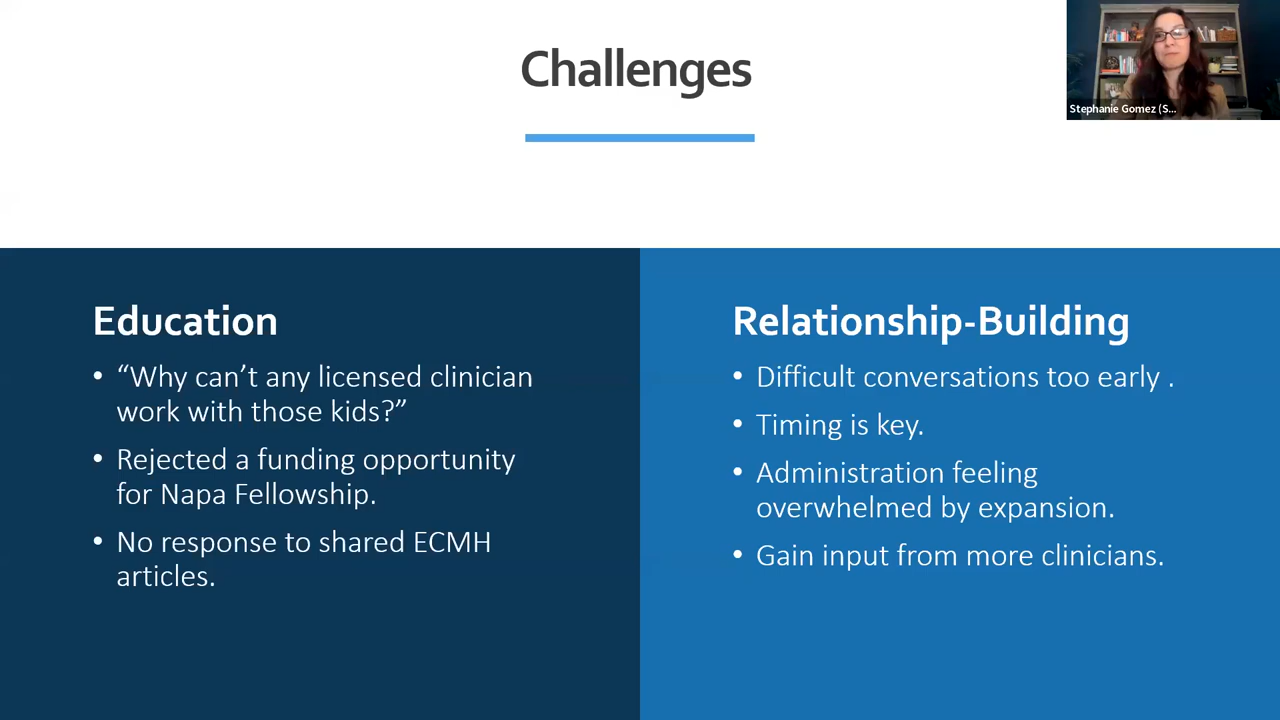 Challenges
Stephanie Gomez (S...
Education
• “Why can’t any licensed clinician
work with those kids?”
• Rejected a funding opportunity
for Napa Fellowship.
• No response to shared ECMH
articles.
Relationship-Building
• Difficult conversations too early .
• Timing is key.
• Administration feeling
overwhelmed by expansion.
• Gain input from more clinicians.